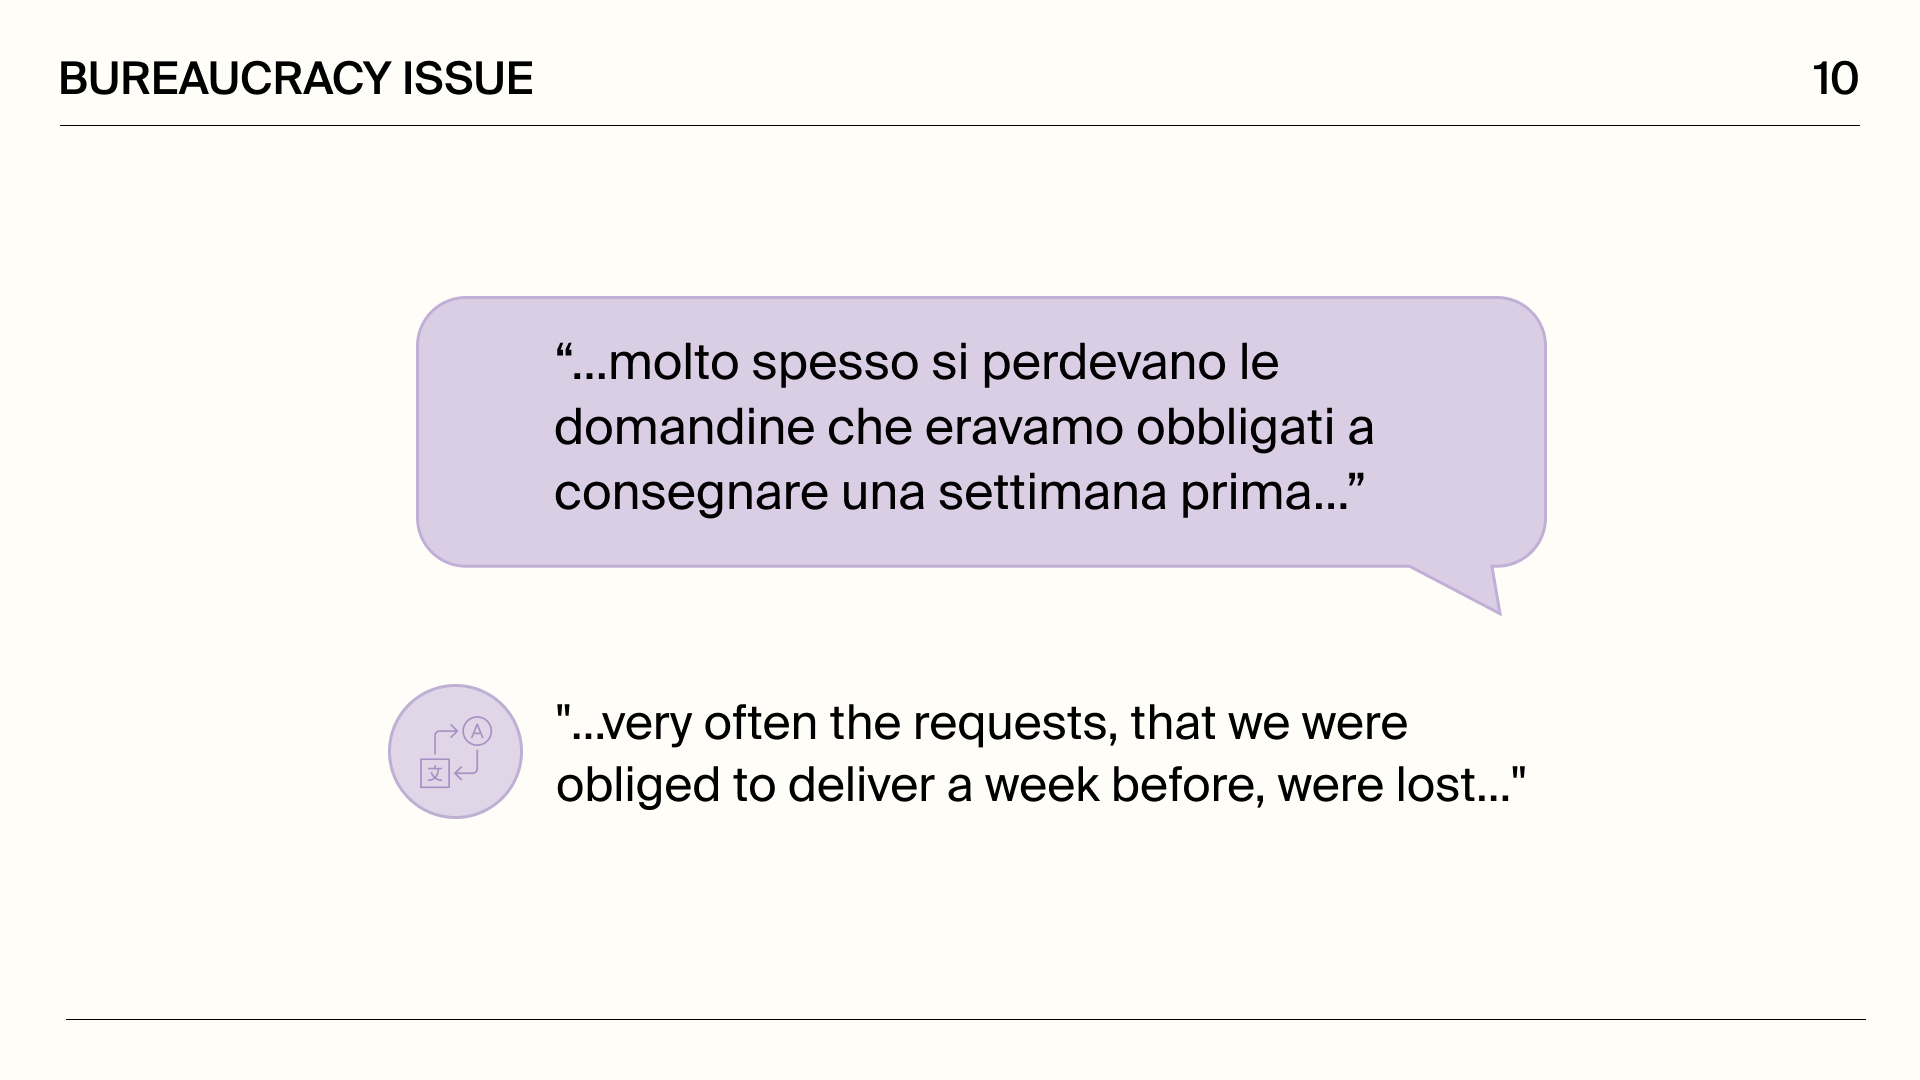 BUREAUCRACY ISSUE
10
“...molto spesso si perdevano le
domandine che eravamo obbligati a
consegnare una settimana prima...”
A
文
"...very often the requests, that we were
obliged to deliver a week before, were lost..."